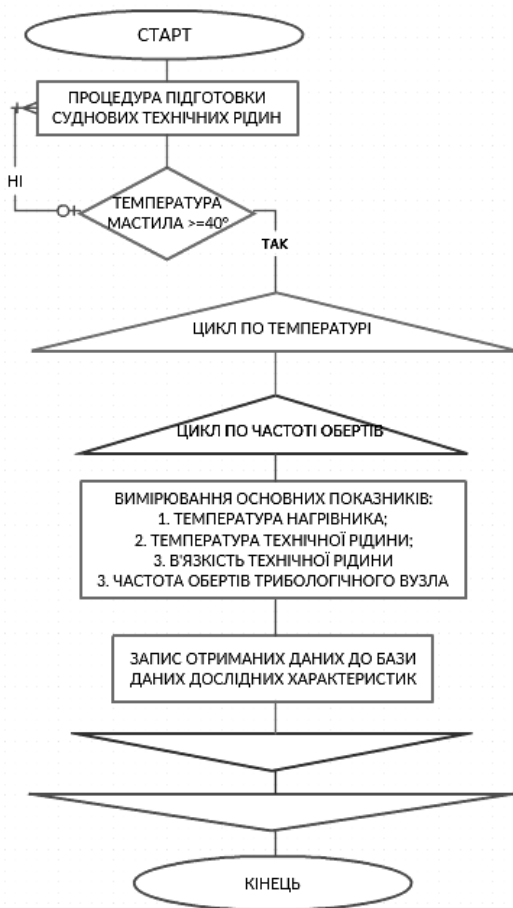 СТАРТ
ПРОЦЕДУРА ПІДГОТОВКИ
СУДНОВИХ ТЕХНІЧНИХ РІДИН
НІ
ТЕМПЕРАТУРА
МАСТИЛА >=40°
ТАК
ЦИКЛ ПО ТЕМПЕРАТУРІ
ЦИКЛ ПО ЧАСТОТІ ОБЕРТІВ
ВИМІРЮВАННЯ ОСНОВНИХ ПОКАЗНИКІВ:
1. ТЕМПЕРАТУРА НАГРІВНИКА;
2. ТЕМПЕРАТУРА ТЕХНІЧНОЇ РІДИНИ;
3. В'ЯЗКІСТЬ ТЕХНІЧНОЇ РІДИНИ
3. ЧАСТОТА ОБЕРТІВ ТРИБОЛОГІЧНОГО ВУЗЛА
ЗАПИС ОТРИМАНИХ ДАНИХ ДО БАЗИ
ДАНИХ ДОСЛІДНИХ ХАРАКТЕРИСТИК
КІНЕЦЬ